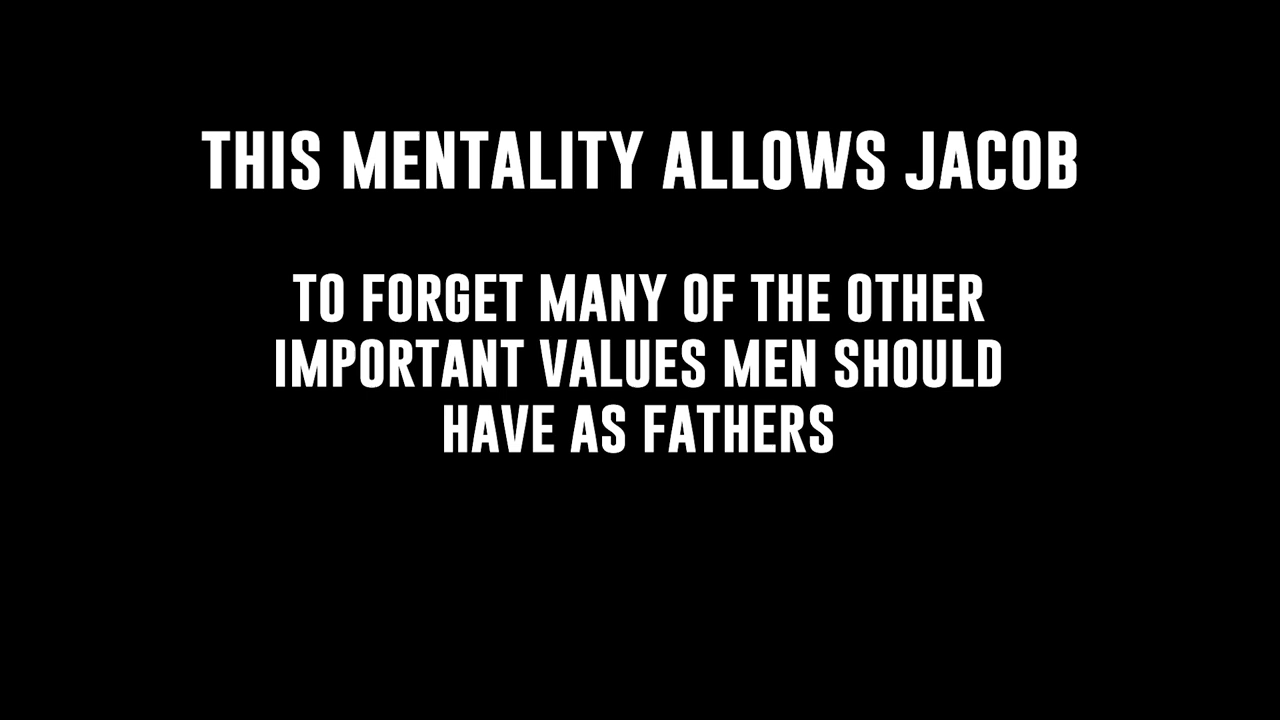 THIS MENTALITY ALLOWS JACOB
TO FORGET MANY OF THE OTHER
IMPORTANT VALUES MEN SHOULD
HAVE AS FATHERS